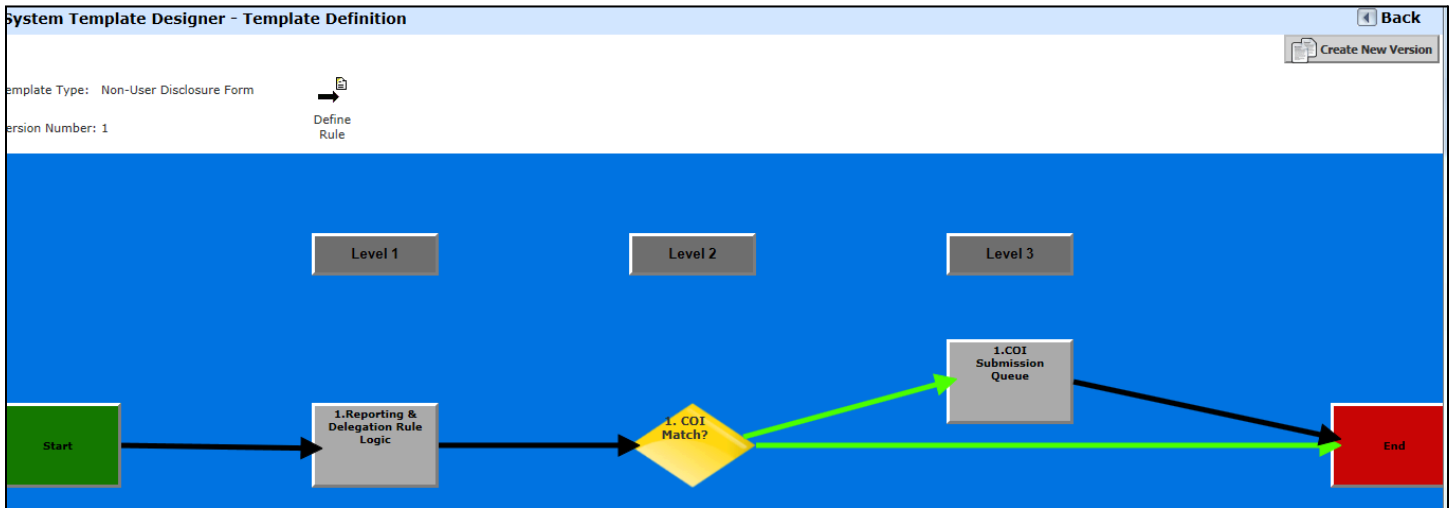 System Template Designer - Template Definition
Back
Create New Version
emplate Type: Non-User Disclosure Form
Define
Rule
ersion Number: 1
Level 1
Level 2
Level 3
1.COI
Submission
Queue
Start
1.Reporting &
Delegation Rule
Logic
1. COI
Match?
End